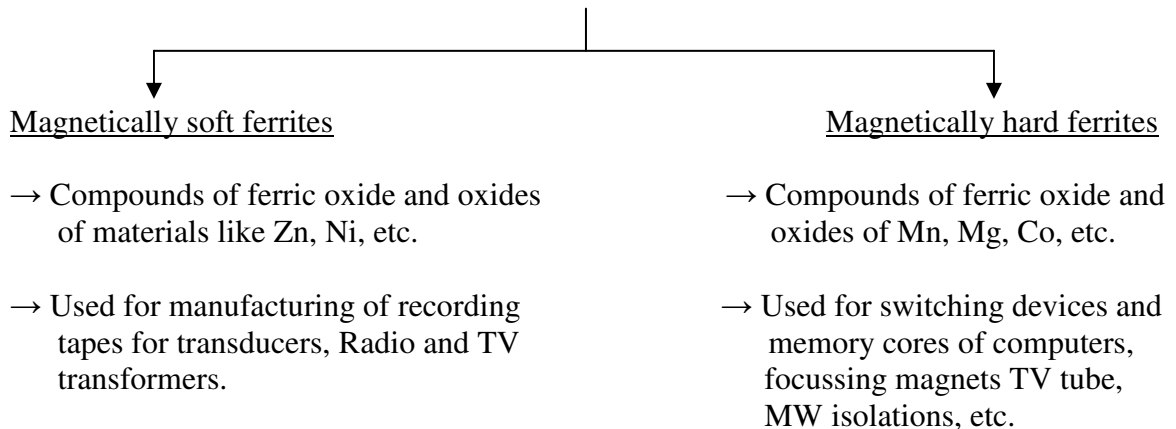 Magnetically soft ferrites
→ Compounds of ferric oxide and oxides
of materials like Zn, Ni, etc.
→ Used for manufacturing of recording
tapes for transducers, Radio and TV
transformers.
Magnetically hard ferrites
→ Compounds of ferric oxide and
oxides of Mn, Mg, Co, etc.
→ Used for switching devices and
memory cores of computers,
focussing magnets TV tube,
MW isolations, etc.